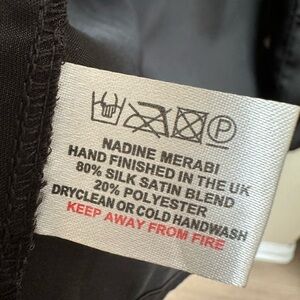 P
NADINE MERABI
HAND FINISHED IN THE UK
80% SILK SATIN BLEND
20% POLYESTER
DRYCLEAN OR COLD HANDWASH
KEEP AWAY FROM FIRE